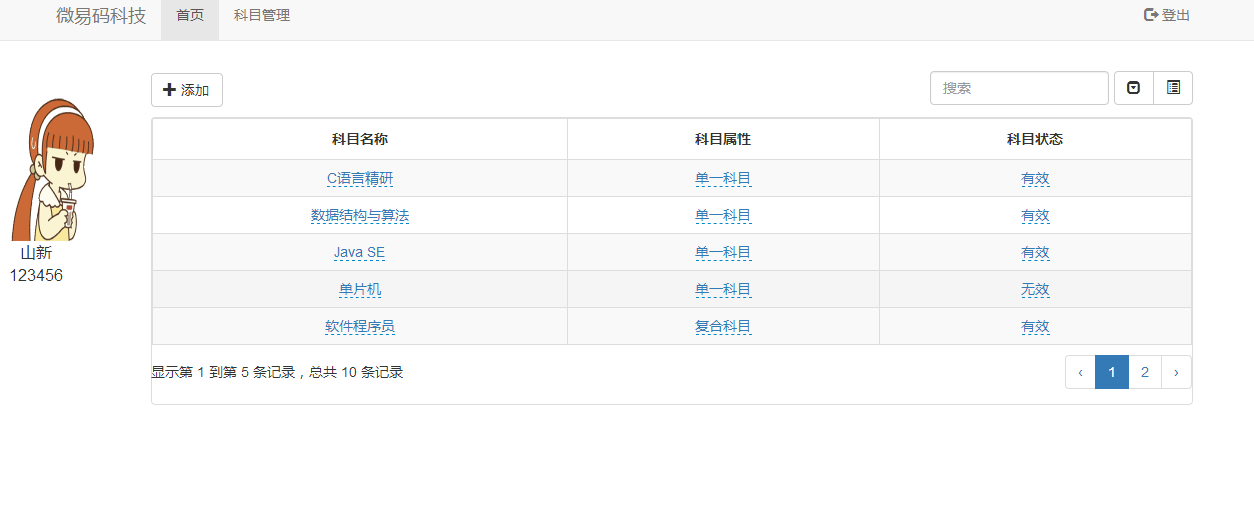 微易码科技 首页 科目管理 登出
添加 搜索
科目名称 科目属性 科目状态
C语言精研 单一科目 有效
数据结构与算法 单一科目 有效
Java SE 单一科目 有效
单片机 单一科目 无效
软件程序员 复合科目 有效
山新
123456
显示第 1 到第 5 条记录，总共 10 条记录 ‹ 1 2 ›